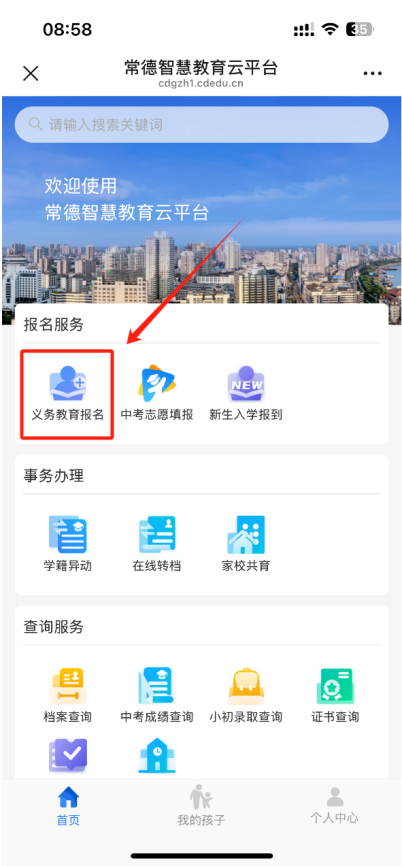 08:58
35
常德智慧教育云平台
cdgzh1.cdedu.cn
请输入搜素关键词
欢迎使用
常德智慧教育云平台
报名服务
NEW
义务教育报名 中考志愿填报 新生入学报到
事务办理
学籍异动 在线转档 家校共育
查询服务
档案查询 中考成绩查询 小初录取查询 证书查询
首页 我的孩子 个人中心